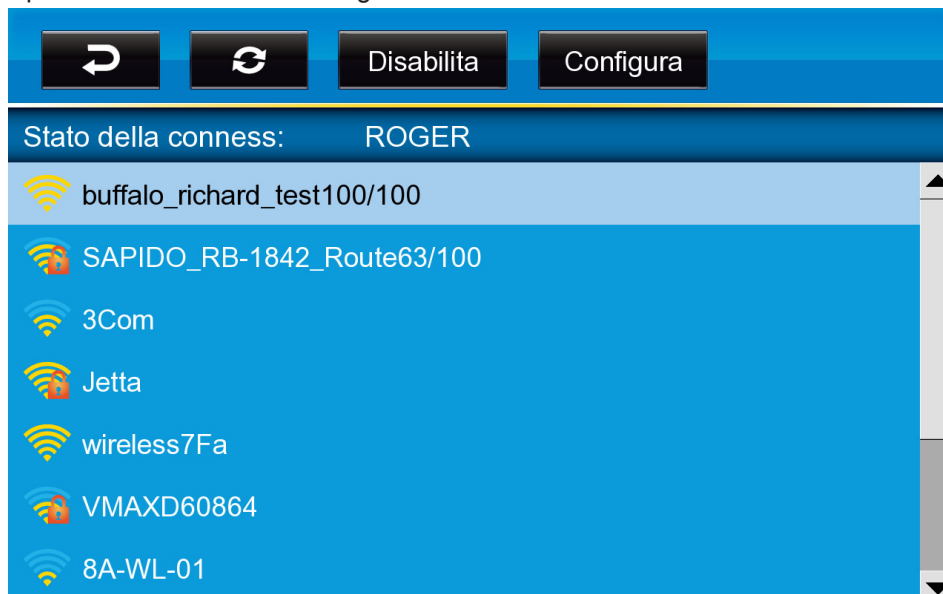 Disabilita Configura
Stato della conness: ROGER
buffalo_richard_test100/100
SAPIDO_RB-1842_Route63/100
3Com
Jetta
wireless7Fa
VMAXD60864
8A-WL-01